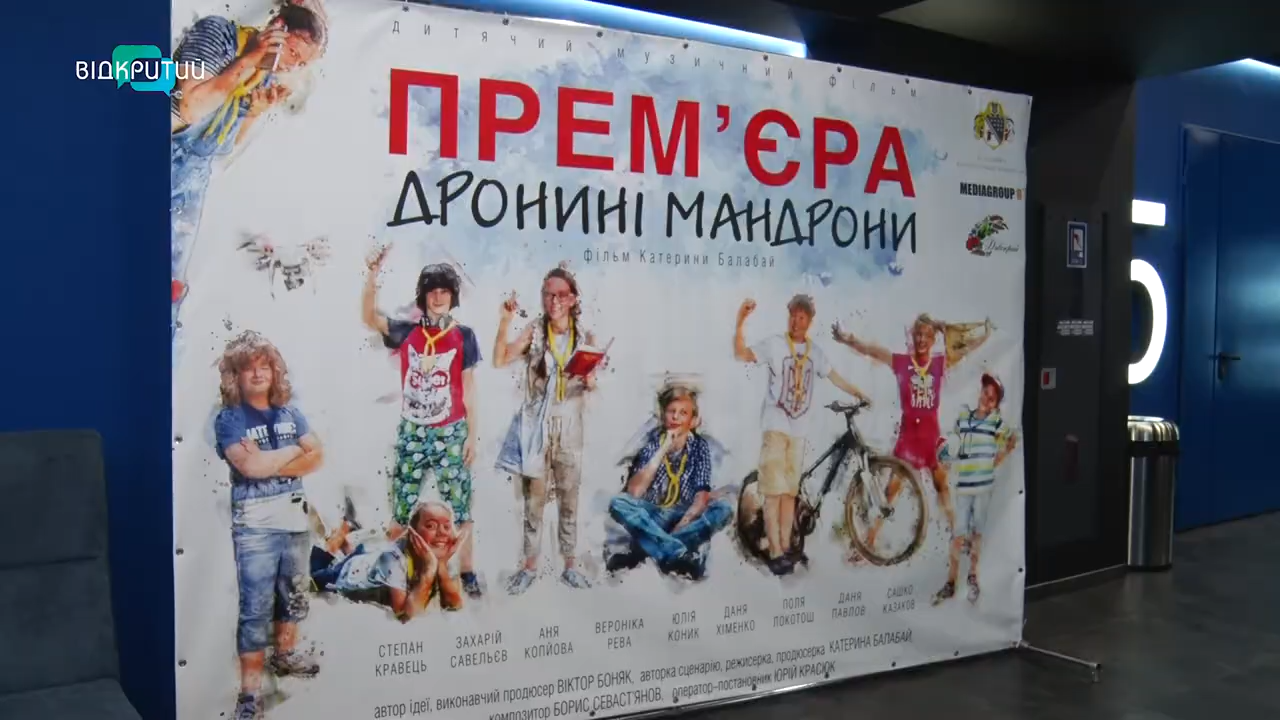 ВІДКРИТИЙ
ДИТЯЧИЙ МУЗИЧНИЙ ФІЛЬМ
ПРЕМ’ЄРА
ДРОНИНІ МАНДРОНИ
фільм Катерини Балабай
MEDIAGROUP
СТЕПАН КРАВЕЦЬ
ЗАХАРІЙ САВЕЛЬЄВ
АНЯ КОПЙОВА
ВЕРОНІКА РЕВА
ЮЛІЯ КОНИК
ДАНЯ ХІМЕНКО
ПОЛЯ ЛОКОТОШ
ДАНЯ ПАВЛОВ
САШКО КАЗАКОВ
автор ідеї, виконавчий продюсер ВІКТОР БОНЯК, авторка сценарію, режисерка, продюсерка КАТЕРИНА БАЛАБАЙ
композитор БОРИС СЕВАСТ'ЯНОВ, оператор-постановник ЮРІЙ КРАСЮК